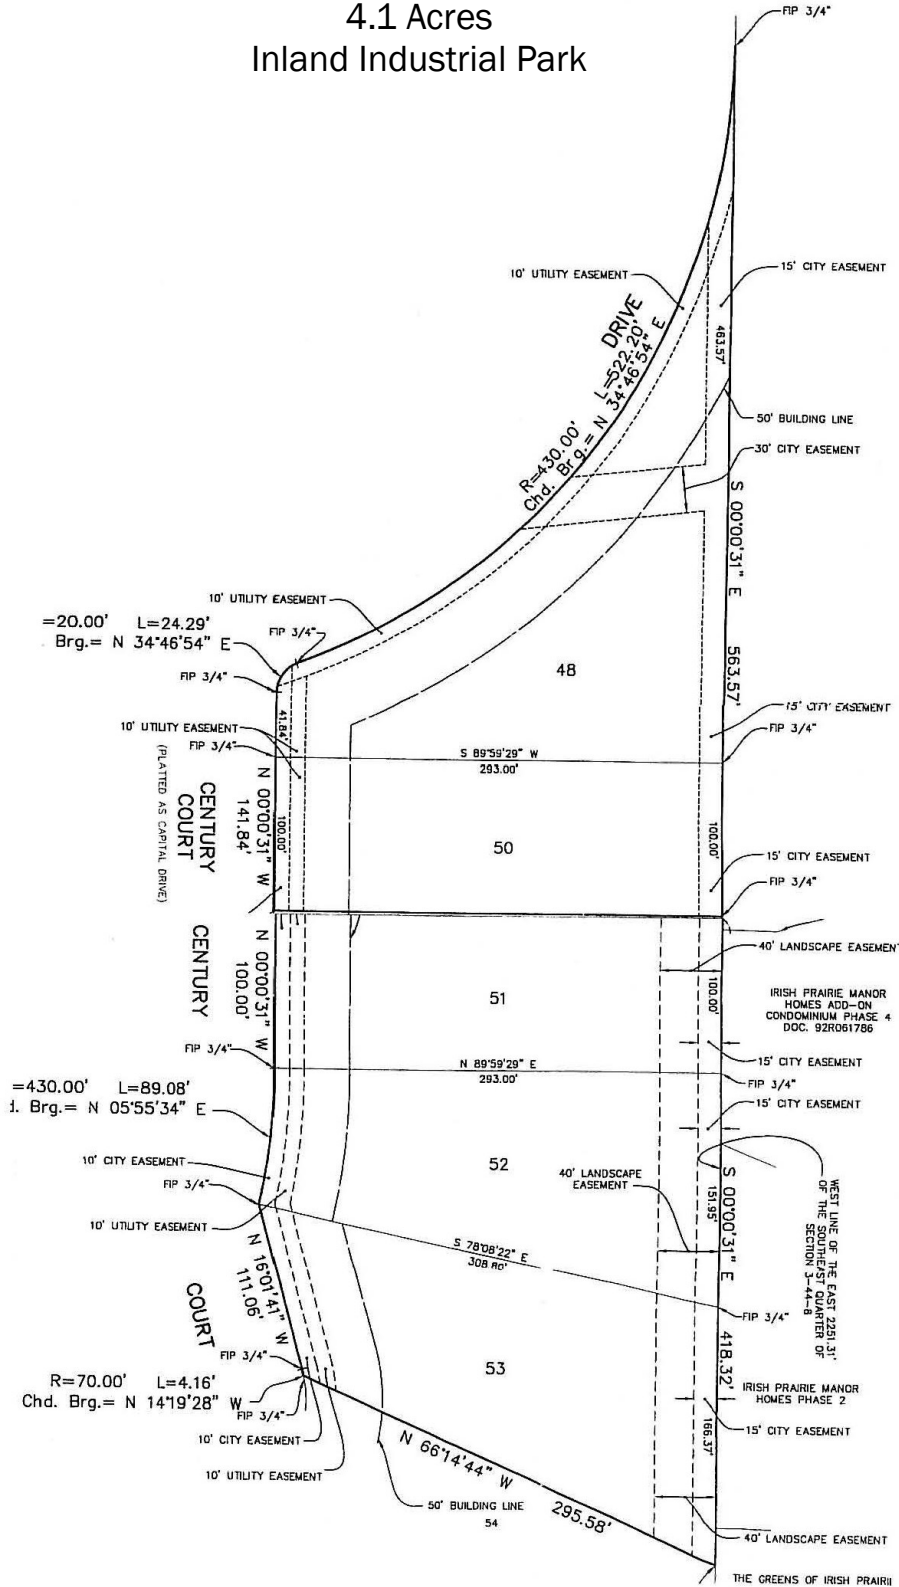 4.1 Acres
Inland Industrial Park
FIP 3/4"
10' UTILITY EASEMENT
15' CITY EASEMENT
DRIVE
L=522.20'
R=430.00'
Chd. Brg.= N 34°46'54" E
463.57'
50' BUILDING LINE
30' CITY EASEMENT
S 00°00'31" E
563.57'
10' UTILITY EASEMENT
=20.00' L=24.29'
Brg.= N 34°46'54" E
FIP 3/4"
FIP 3/4"
48
41.84'
10' UTILITY EASEMENT
FIP 3/4"
15' CITY EASEMENT
FIP 3/4"
S 89°59'29" W
293.00'
(PLATTED AS CAPITAL DRIVE)
CENTURY
COURT
N 00°00'31" W
141.84'
100.00'
50
100.00'
15' CITY EASEMENT
FIP 3/4"
CENTURY
N 00°00'31" W
100.00'
51
40' LANDSCAPE EASEMENT
100.00'
IRISH PRAIRIE MANOR
HOMES ADD-ON
CONDOMINIUM PHASE 4
DOC. 92R061786
FIP 3/4"
N 89°59'29" E
293.00'
15' CITY EASEMENT
FIP 3/4"
15' CITY EASEMENT
=430.00' L=89.08'
d. Brg.= N 05°55'34" E
52
10' CITY EASEMENT
FIP 3/4"
10' UTILITY EASEMENT
40' LANDSCAPE
EASEMENT
S 00°00'31" E
151.95'
WEST LINE OF THE EAST 2251.31'
OF THE SOUTHEAST QUARTER OF
SECTION 3-44-8
S 78°08'22" E
308.80'
N 16°01'41" W
111.06'
COURT
FIP 3/4"
418.32'
53
FIP 3/4"
R=70.00' L=4.16'
Chd. Brg.= N 14°19'28" W
FIP 3/4"
IRISH PRAIRIE MANOR
HOMES PHASE 2
15' CITY EASEMENT
166.37'
10' CITY EASEMENT
10' UTILITY EASEMENT
N 66°14'44" W
295.58'
50' BUILDING LINE
54
40' LANDSCAPE EASEMENT
THE GREENS OF IRISH PRAIRI